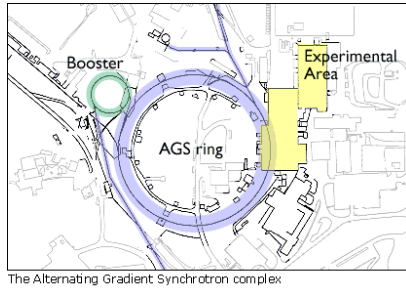 Booster
Experimental
Area
AGS ring
The Alternating Gradient Synchrotron complex